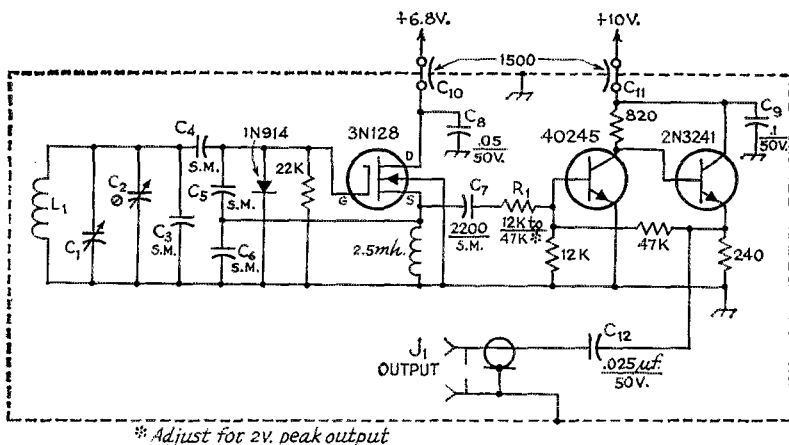 +6.8V.
+10V.
1500
C10
C11
C8
.05
50V.
C9
.1
50V.
820
1N914
3N128
40245
2N3241
C4
S.M.
22K
D
G
S
C2
L1
C1
C3
S.M.
C5
S.M.
C6
S.M.
C7
2200
S.M.
R1
12K to
47K*
2.5mh.
12K
47K
240
J1
OUTPUT
C12
.025µf.
50V.
* Adjust for 2v. peak output